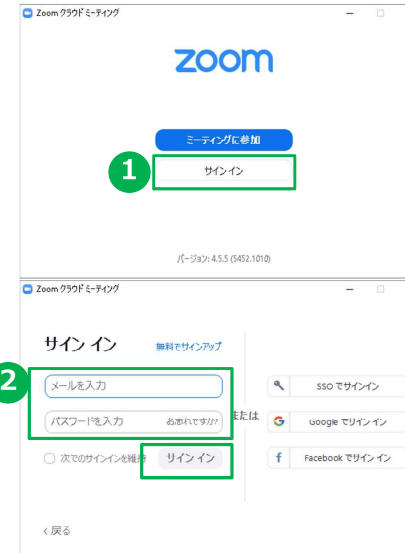 Zoom クラウド ミーティング
zoom
ミーティングに参加
1
サインイン
バージョン: 4.5.5 (5452.1010)
Zoom クラウド ミーティング
サイン イン
無料でサインアップ
2
メールを入力
SSO でサインイン
パスワードを入力
お忘れですか?
または
Google でサイン イン
次でのサインインを維持
サイン イン
Facebook でサイン イン
< 戻る